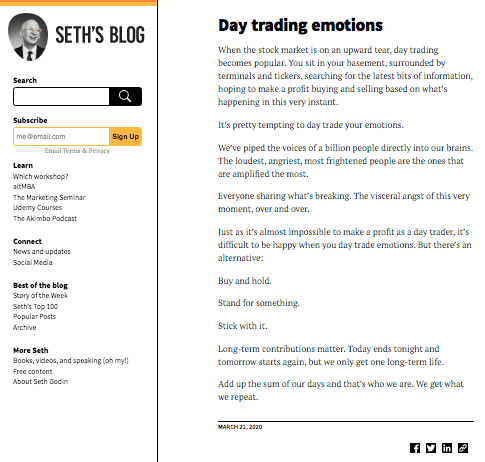 SETH'S BLOG
Search
Subscribe
me@email.com
Sign Up
Email Terms & Privacy
Learn
Which workshop?
altMBA
The Marketing Seminar
Udemy Courses
The Akimbo Podcast
Connect
News and updates
Social Media
Best of the blog
Story of the Week
Seth's Top 100
Popular Posts
Archive
More Seth
Books, videos, and speaking (oh my!)
Free content
About Seth Godin
Day trading emotions
When the stock market is on an upward tear, day trading
becomes popular. You sit in your basement, surrounded by
terminals and tickers, searching for the latest bits of information,
hoping to make a profit buying and selling based on what's
happening in this very instant.
It's pretty tempting to day trade your emotions.
We've piped the voices of a billion people directly into our brains.
The loudest, angriest, most frightened people are the ones that
are amplified the most.
Everyone sharing what's breaking. The visceral angst of this very
moment, over and over.
Just as it's almost impossible to make a profit as a day trader, it's
difficult to be happy when you day trade emotions. But there's an
alternative:
Buy and hold.
Stand for something.
Stick with it.
Long-term contributions matter. Today ends tonight and
tomorrow starts again, but we only get one long-term life.
Add up the sum of our days and that's who we are. We get what
we repeat.
MARCH 21, 2020